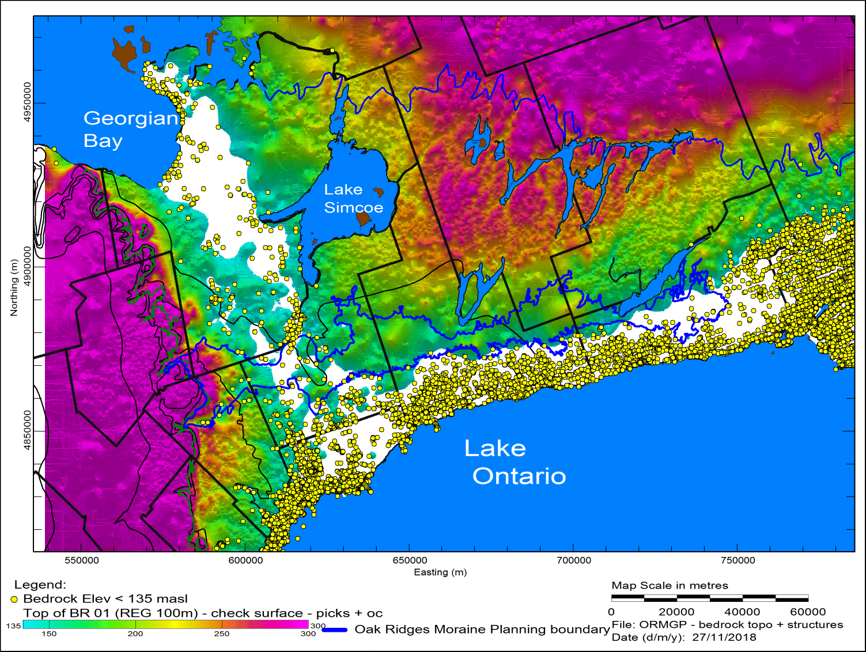 Georgian
Bay
Lake
Simcoe
Lake
Ontario
4950000
4900000
4850000
Northing (m)
550000 600000 650000 700000 750000
Easting (m)
Legend:
Bedrock Elev < 135 masl
Top of BR 01 (REG 100m) - check surface - picks + oc
135 300
150 200 250 300
Oak Ridges Moraine Planning boundary
Map Scale in metres
0 20000 40000 60000
File: ORMGP - bedrock topo + structures
Date (d/m/y): 27/11/2018